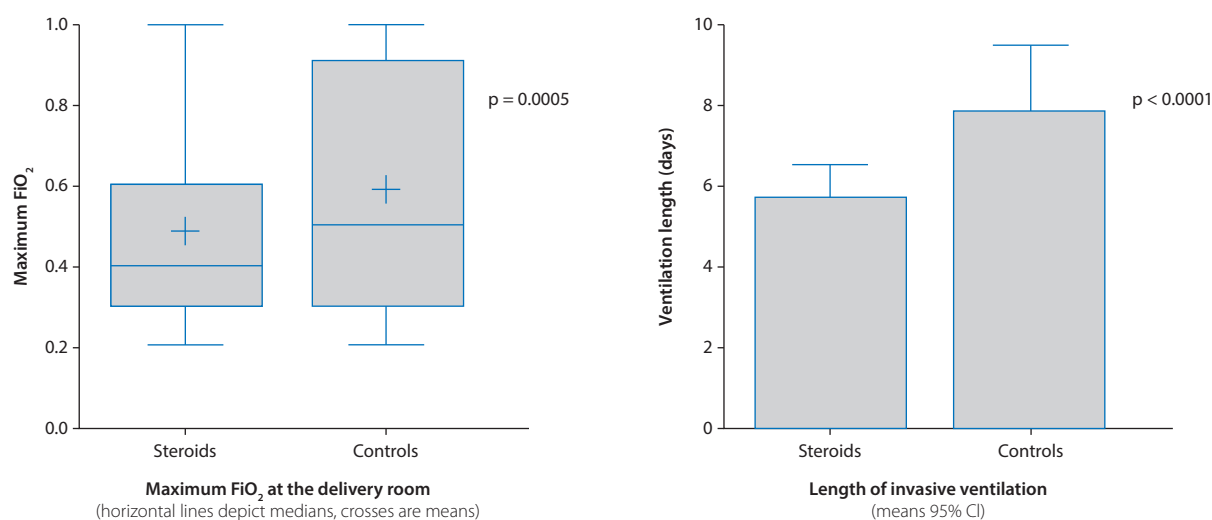 1.0
0.8
0.6
0.4
0.2
0.0
Maximum FiO₂
p = 0.0005
Steroids
Controls
Maximum FiO₂ at the delivery room
(horizontal lines depict medians, crosses are means)
10
8
6
4
2
0
Ventilation length (days)
p < 0.0001
Steroids
Controls
Length of invasive ventilation
(means 95% CI)